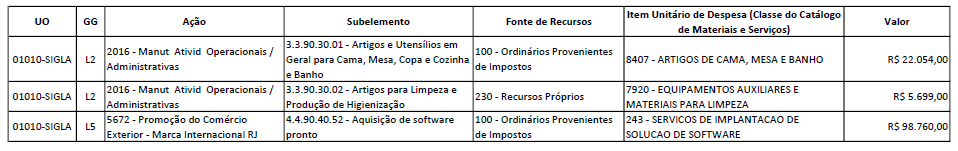 UO GG Ação Subelemento Fonte de Recursos Item Unitário de Despesa (Classe do Catálogo de Materiais e Serviços) Valor
01010-SIGLA L2 2016 - Manut Ativid Operacionais /
Administrativas
3.3.90.30.01 - Artigos e Utensílios em
Geral para Cama, Mesa, Copa e Cozinha
e Banho
100 - Ordinários Provenientes
de Impostos
8407 - ARTIGOS DE CAMA, MESA E BANHO
R$ 22.054,00
01010-SIGLA L2 2016 - Manut Ativid Operacionais /
Administrativas
3.3.90.30.02 - Artigos para Limpeza e
Produção de Higienização
230 - Recursos Próprios
7920 - EQUIPAMENTOS AUXILIARES E
MATERIAIS PARA LIMPEZA
R$ 5.699,00
01010-SIGLA L5 5672 - Promoção do Comércio
Exterior - Marca Internacional RJ
4.4.90.40.52 - Aquisição de software
pronto
100 - Ordinários Provenientes
de Impostos
243 - SERVICOS DE IMPLANTACAO DE
SOLUCAO DE SOFTWARE
R$ 98.760,00